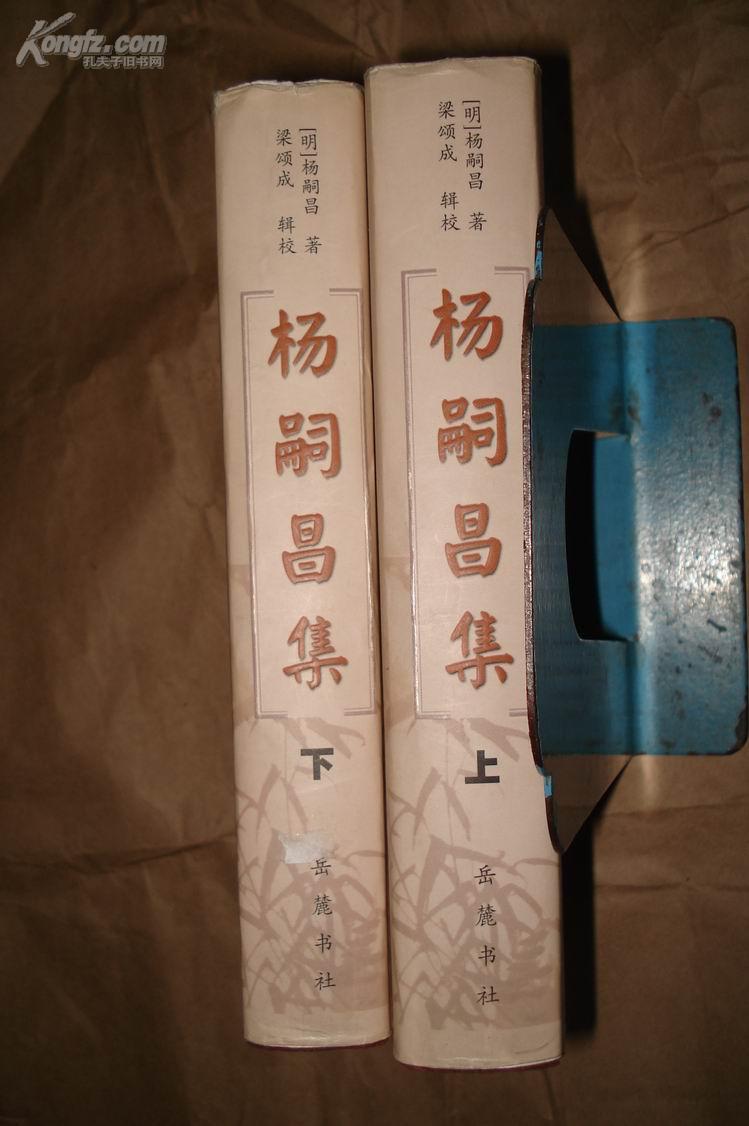 Kongfz.com
孔夫子旧书网
[明]杨嗣昌 著
梁颂成 辑校
杨嗣昌集
下
岳麓书社
[明]杨嗣昌 著
梁颂成 辑校
杨嗣昌集
上
岳麓书社